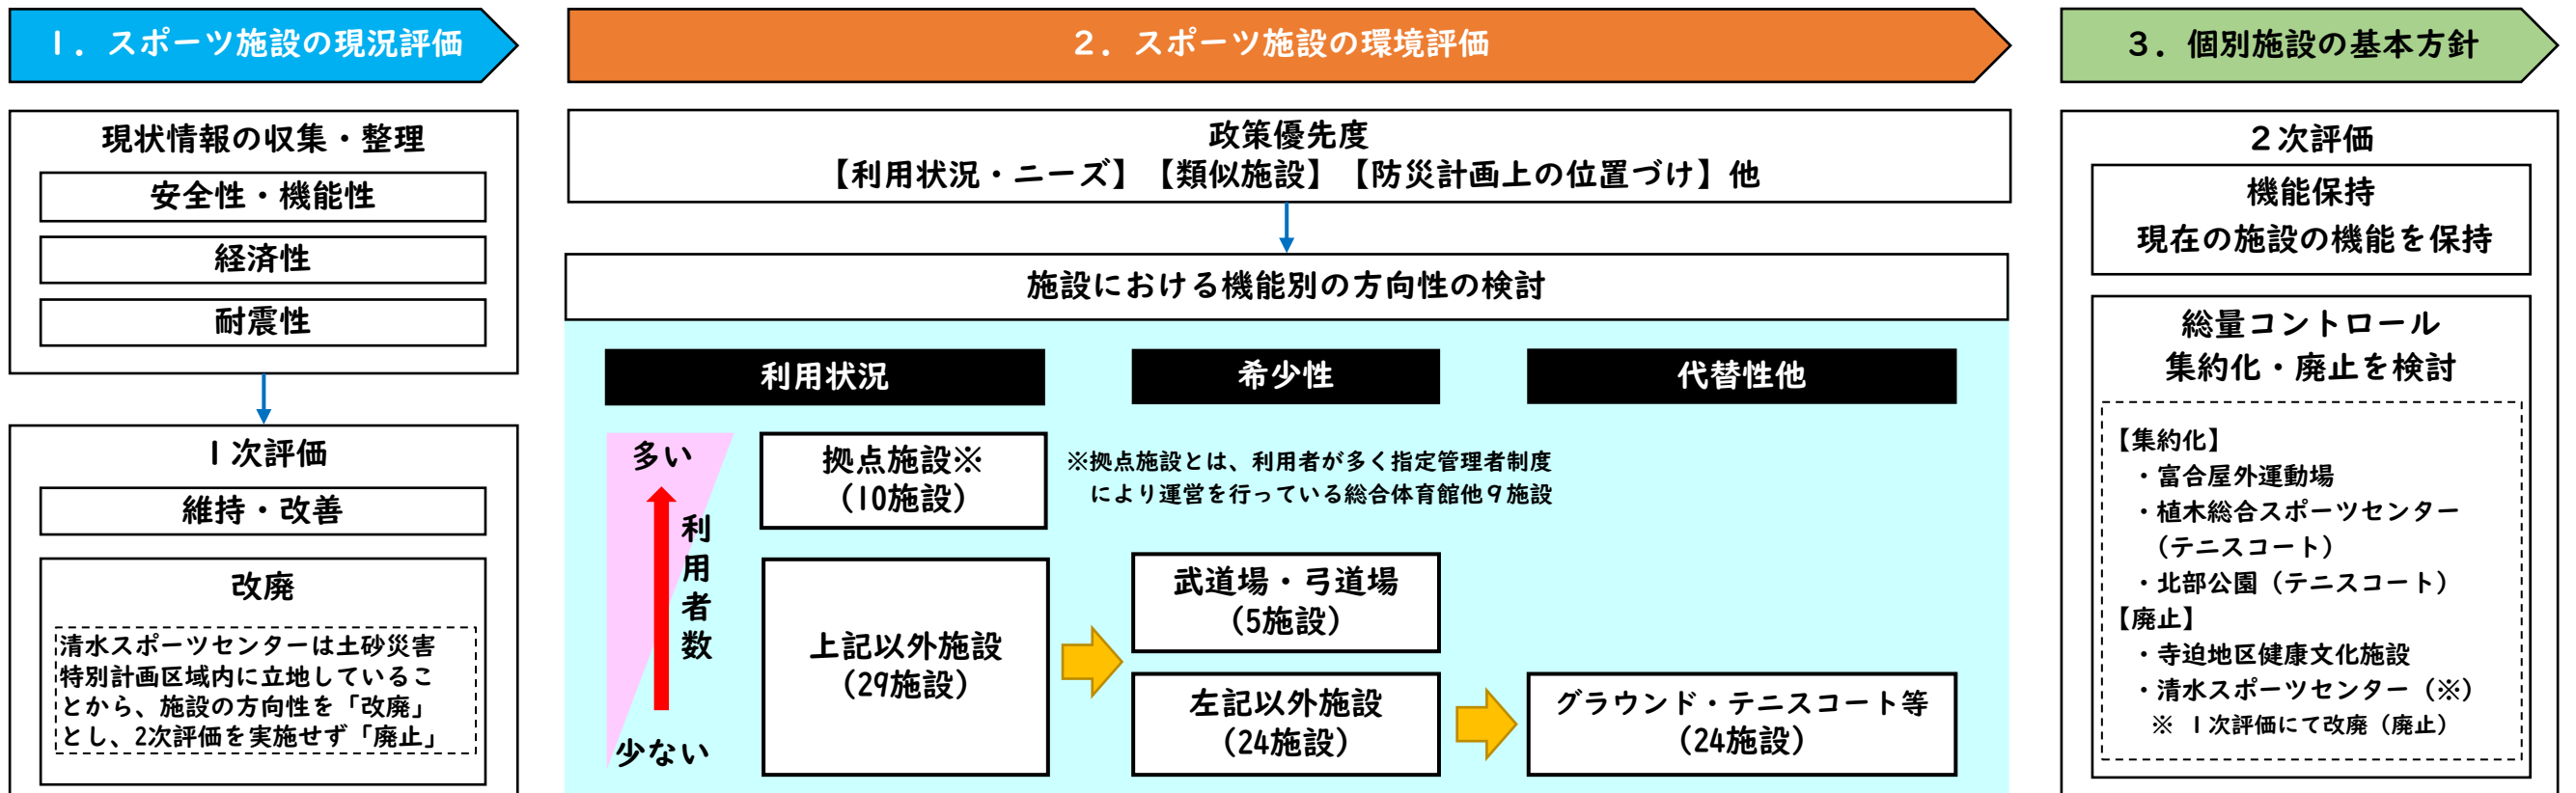 1．スポーツ施設の現況評価
現状情報の収集・整理
安全性・機能性
経済性
耐震性
1次評価
維持・改善
改廃
清水スポーツセンターは土砂災害
特別計画区域内に立地しているこ
とから、施設の方向性を「改廃」
とし、2次評価を実施せず「廃止」
2．スポーツ施設の環境評価
政策優先度
【利用状況・ニーズ】【類似施設】【防災計画上の位置づけ】他
施設における機能別の方向性の検討
利用状況
希少性
代替性他
多い
利用者数
少ない
拠点施設※
（10施設）
※拠点施設とは、利用者が多く指定管理者制度
により運営を行っている総合体育館他9施設
上記以外施設
（29施設）
武道場・弓道場
（5施設）
左記以外施設
（24施設）
グラウンド・テニスコート等
（24施設）
3．個別施設の基本方針
2次評価
機能保持
現在の施設の機能を保持
総量コントロール
集約化・廃止を検討
【集約化】
・富合屋外運動場
・植木総合スポーツセンター
（テニスコート）
・北部公園（テニスコート）
【廃止】
・寺迫地区健康文化施設
・清水スポーツセンター（※）
※ 1次評価にて改廃（廃止）